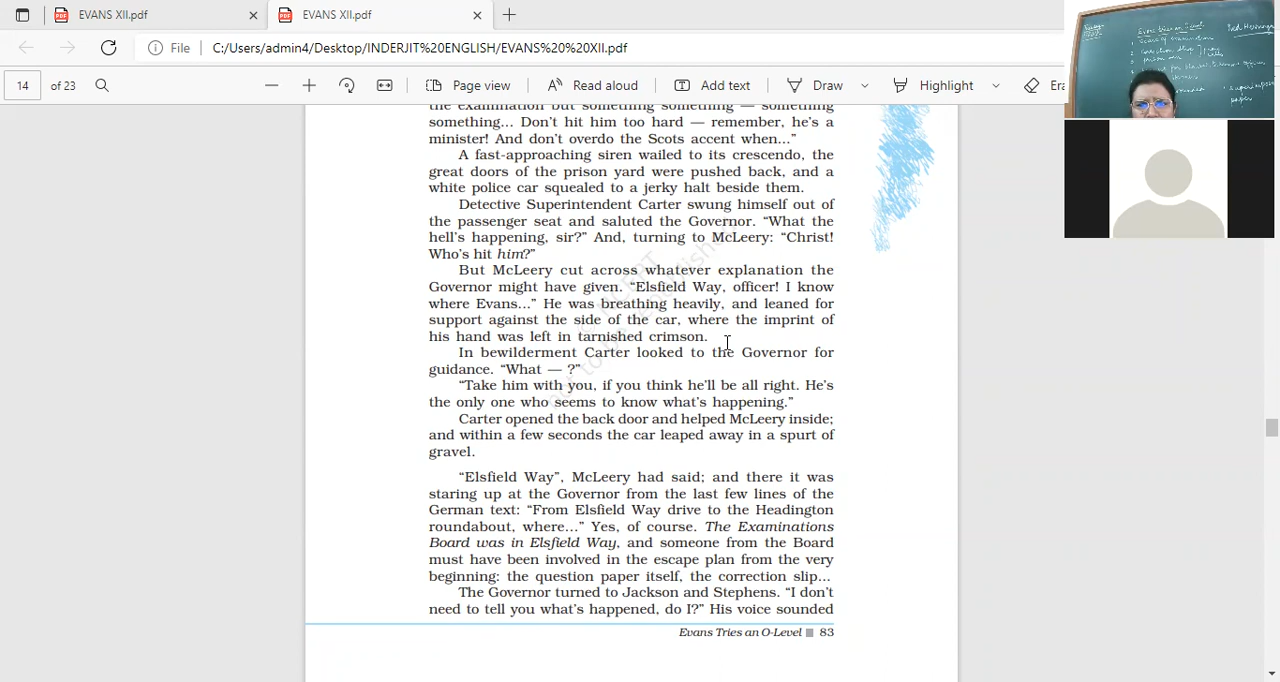 EVANS XII.pdf
EVANS XII.pdf
File C:/Users/admin4/Desktop/INDERJIT%20ENGLISH/EVANS%20%20XII.pdf
14 of 23 Page view Read aloud Add text Draw Highlight Era
the examination but something something — something
something... Don't hit him too hard — remember, he's a
minister! And don't overdo the Scots accent when...”
A fast-approaching siren wailed to its crescendo, the
great doors of the prison yard were pushed back, and a
white police car squealed to a jerky halt beside them.
Detective Superintendent Carter swung himself out of
the passenger seat and saluted the Governor. “What the
hell's happening, sir?” And, turning to McLeery: “Christ!
Who's hit him?”
But McLeery cut across whatever explanation the
Governor might have given. “Elsfield Way, officer! I know
where Evans...” He was breathing heavily, and leaned for
support against the side of the car, where the imprint of
his hand was left in tarnished crimson.
In bewilderment Carter looked to the Governor for
guidance. “What — ?”
“Take him with you, if you think he'll be all right. He's
the only one who seems to know what's happening.”
Carter opened the back door and helped McLeery inside;
and within a few seconds the car leaped away in a spurt of
gravel.
“Elsfield Way”, McLeery had said; and there it was
staring up at the Governor from the last few lines of the
German text: “From Elsfield Way drive to the Headington
roundabout, where...” Yes, of course. The Examinations
Board was in Elsfield Way, and someone from the Board
must have been involved in the escape plan from the very
beginning: the question paper itself, the correction slip...
The Governor turned to Jackson and Stephens. “I don't
need to tell you what's happened, do I?” His voice sounded
Evans Tries an O-Level 83